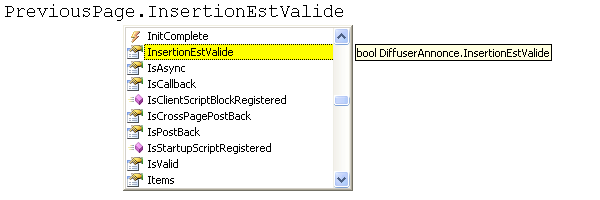 PreviousPage.InsertionEstValide
InitComplete
InsertionEstValide
bool DiffuserAnnonce.InsertionEstValide
IsAsync
IsCallback
IsClientScriptBlockRegistered
IsCrossPagePostBack
IsPostBack
IsStartupScriptRegistered
IsValid
Items